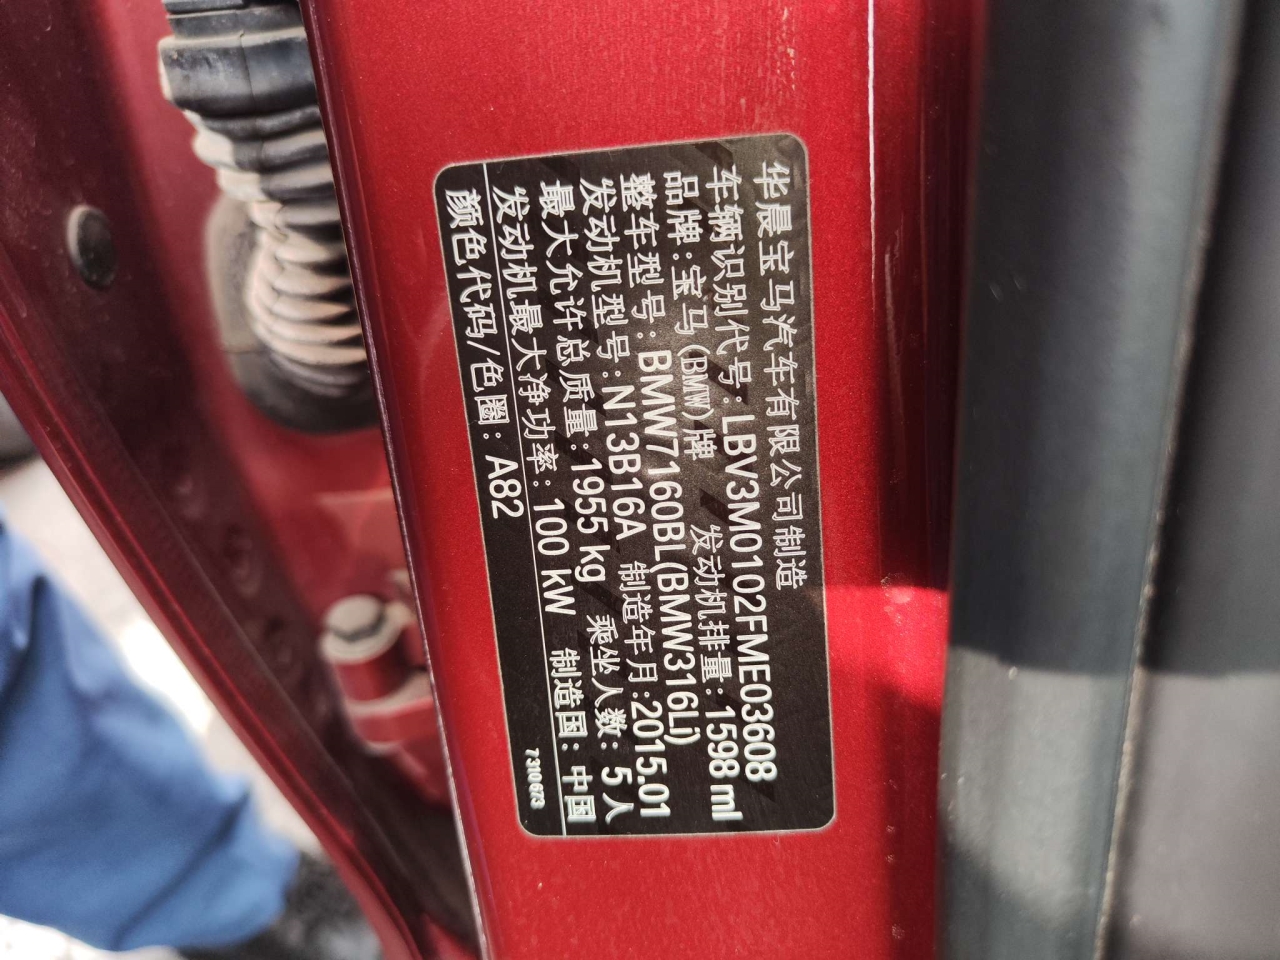 华晨宝马汽车有限公司制造
车辆识别代号:LBV3M0102FME03608
品牌:宝马(BMW)牌 发动机排量:1598 ml
整车型号:BMW7160BL(BMW316Li)
发动机型号:N13B16A 制造年月:2015.01
最大允许总质量:1955 kg 乘坐人数:5人
发动机最大净功率:100 kW 制造国:中国
颜色代码/色圈:A82
7310673